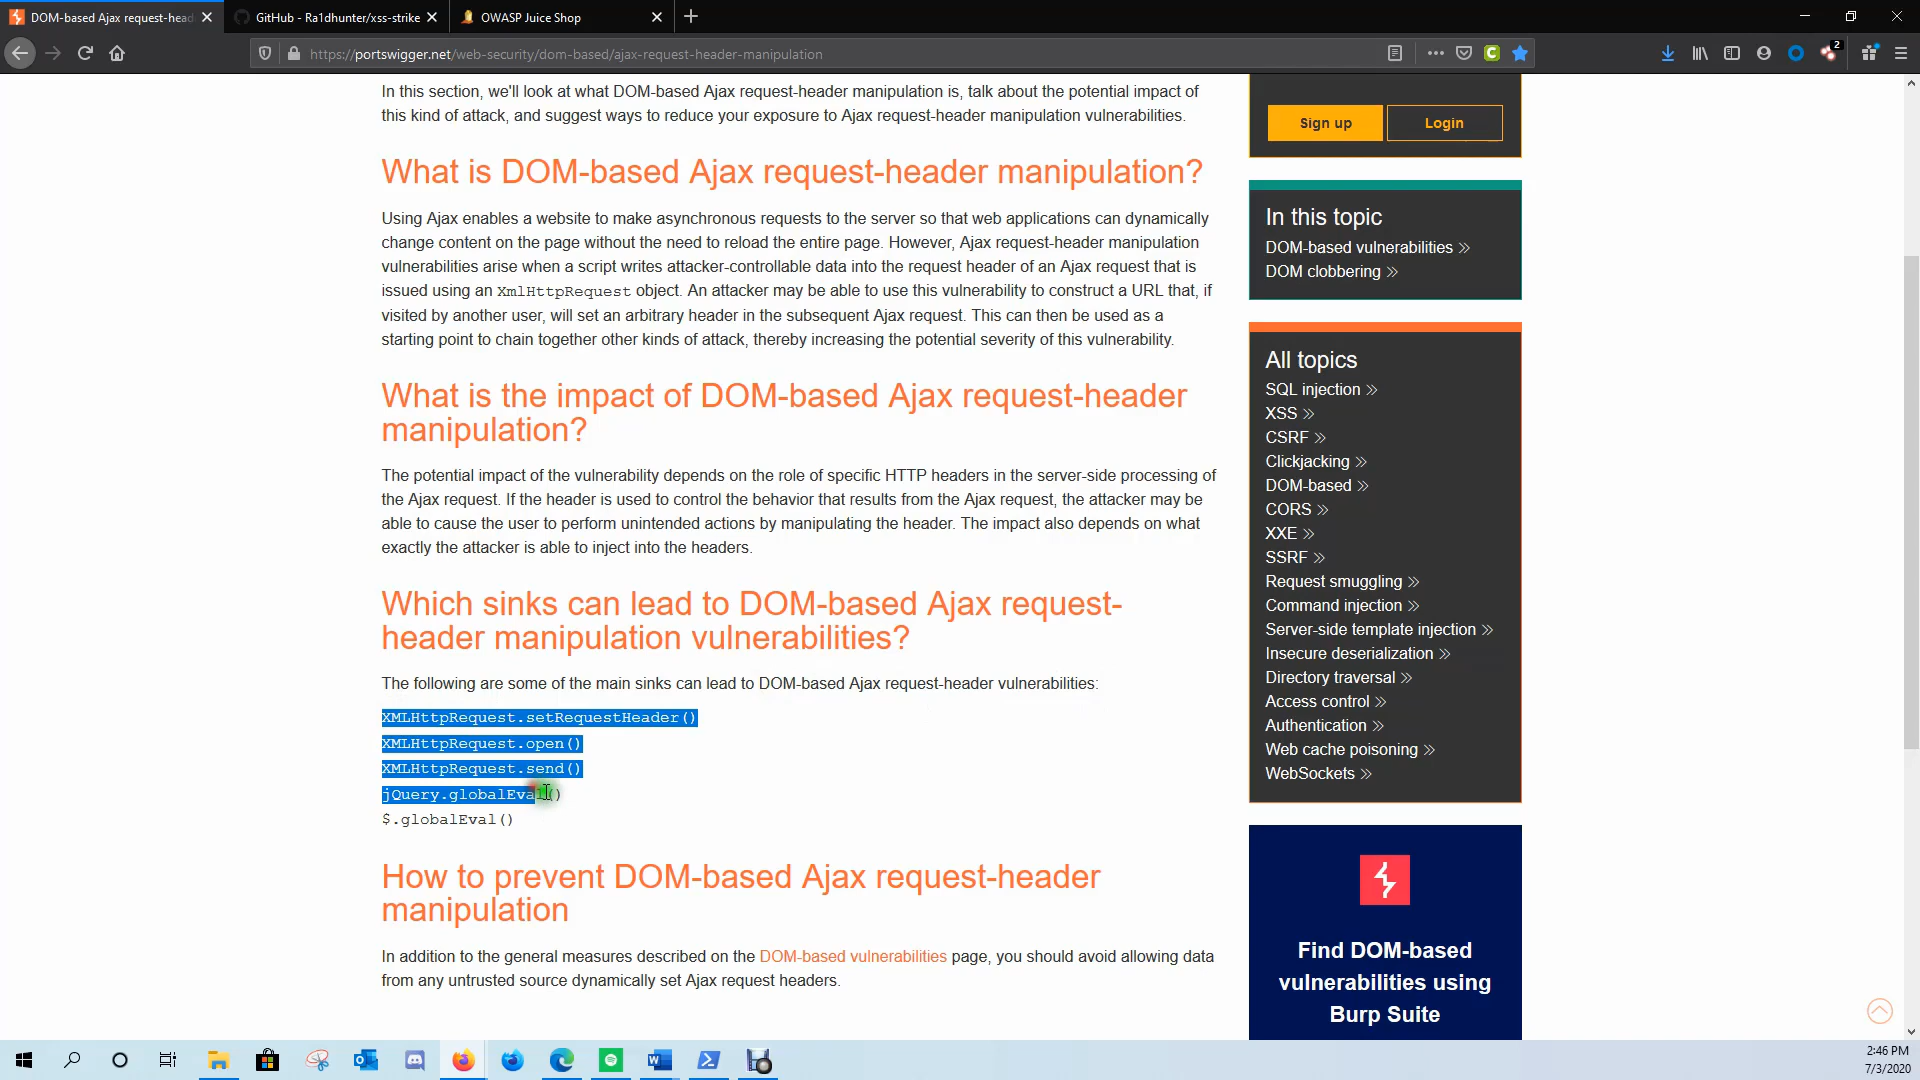 DOM-based Ajax request-head
GitHub - Ra1dhunter/xss-strike
OWASP Juice Shop
https://portswigger.net/web-security/dom-based/ajax-request-header-manipulation
2
In this section, we'll look at what DOM-based Ajax request-header manipulation is, talk about the potential impact of
this kind of attack, and suggest ways to reduce your exposure to Ajax request-header manipulation vulnerabilities.
What is DOM-based Ajax request-header manipulation?
Using Ajax enables a website to make asynchronous requests to the server so that web applications can dynamically
change content on the page without the need to reload the entire page. However, Ajax request-header manipulation
vulnerabilities arise when a script writes attacker-controllable data into the request header of an Ajax request that is
issued using an XmlHttpRequest object. An attacker may be able to use this vulnerability to construct a URL that, if
visited by another user, will set an arbitrary header in the subsequent Ajax request. This can then be used as a
starting point to chain together other kinds of attack, thereby increasing the potential severity of this vulnerability.
What is the impact of DOM-based Ajax request-header
manipulation?
The potential impact of the vulnerability depends on the role of specific HTTP headers in the server-side processing of
the Ajax request. If the header is used to control the behavior that results from the Ajax request, the attacker may be
able to cause the user to perform unintended actions by manipulating the header. The impact also depends on what
exactly the attacker is able to inject into the headers.
Which sinks can lead to DOM-based Ajax request-
header manipulation vulnerabilities?
The following are some of the main sinks can lead to DOM-based Ajax request-header vulnerabilities:
XMLHttpRequest.setRequestHeader()
XMLHttpRequest.open()
XMLHttpRequest.send()
jQuery.globalEval()
$.globalEval()
How to prevent DOM-based Ajax request-header
manipulation
In addition to the general measures described on the DOM-based vulnerabilities page, you should avoid allowing data
from any untrusted source dynamically set Ajax request headers.
Sign up
Login
In this topic
DOM-based vulnerabilities
DOM clobbering
All topics
SQL injection
XSS
CSRF
Clickjacking
DOM-based
CORS
XXE
SSRF
Request smuggling
Command injection
Server-side template injection
Insecure deserialization
Directory traversal
Access control
Authentication
Web cache poisoning
WebSockets
Find DOM-based
vulnerabilities using
Burp Suite
2:46 PM
7/3/2020